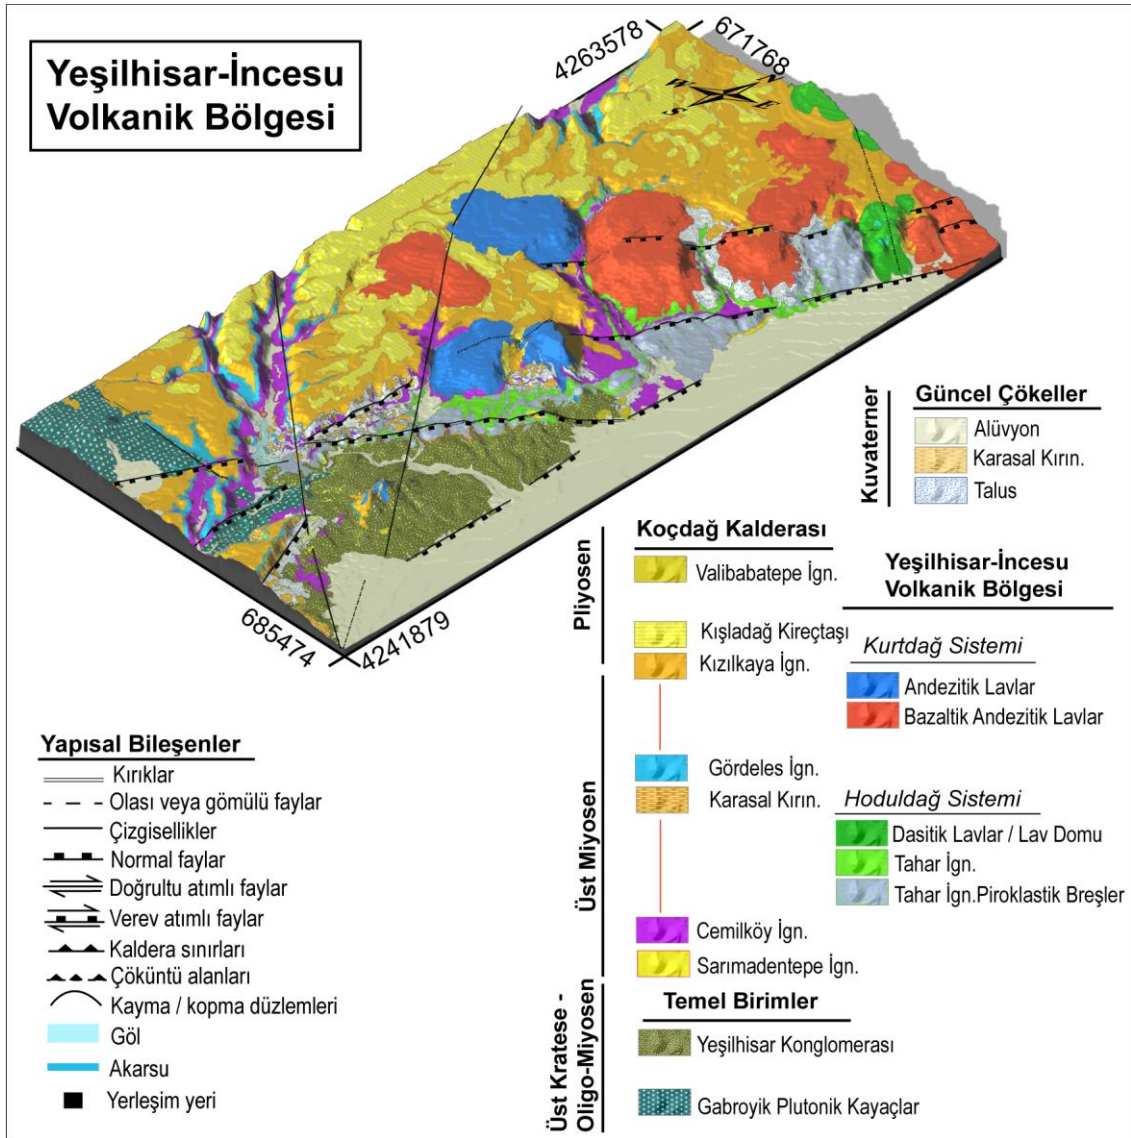 Yeşilhisar-İncesu
Volkanik Bölgesi
4263578
671768
N
W
E
S
685474
4241879
Kuvaterner
Güncel Çökeller
Alüvyon
Karasal Kırın.
Talus
Pliyosen
Koçdağ Kalderası
Valibabatepe İgn.
Kışladağ Kireçtaşı
Kızılkaya İgn.
Yeşilhisar-İncesu
Volkanik Bölgesi
Kurtdağ Sistemi
Andezitik Lavlar
Bazaltik Andezitik Lavlar
Üst Miyosen
Gördeles İgn.
Karasal Kırın.
Cemilköy İgn.
Sarımadentepe İgn.
Hoduldağ Sistemi
Dasitik Lavlar / Lav Domu
Tahar İgn.
Tahar İgn.Piroklastik Breşler
Üst Kratese -
Oligo-Miyosen
Temel Birimler
Yeşilhisar Konglomerası
Gabroyik Plutonik Kayaçlar
Yapısal Bileşenler
Kırıklar
Olası veya gömülü faylar
Çizgisellikler
Normal faylar
Doğrultu atımlı faylar
Verev atımlı faylar
Kaldera sınırları
Çöküntü alanları
Kayma / kopma düzlemleri
Göl
Akarsu
Yerleşim yeri